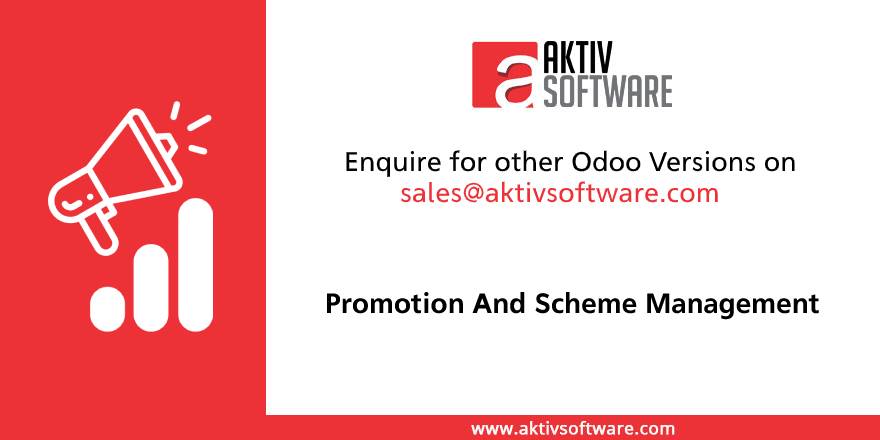 AKTIV
SOFTWARE
Enquire for other Odoo Versions on
sales@aktivsoftware.com
Promotion And Scheme Management
www.aktivsoftware.com